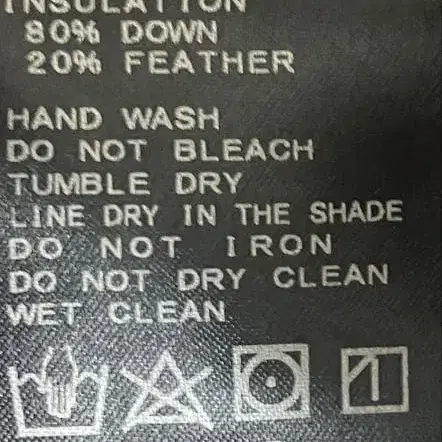 INSULATION
80% DOWN
20% FEATHER
HAND WASH
DO NOT BLEACH
TUMBLE DRY
LINE DRY IN THE SHADE
DO NOT IRON
DO NOT DRY CLEAN
WET CLEAN